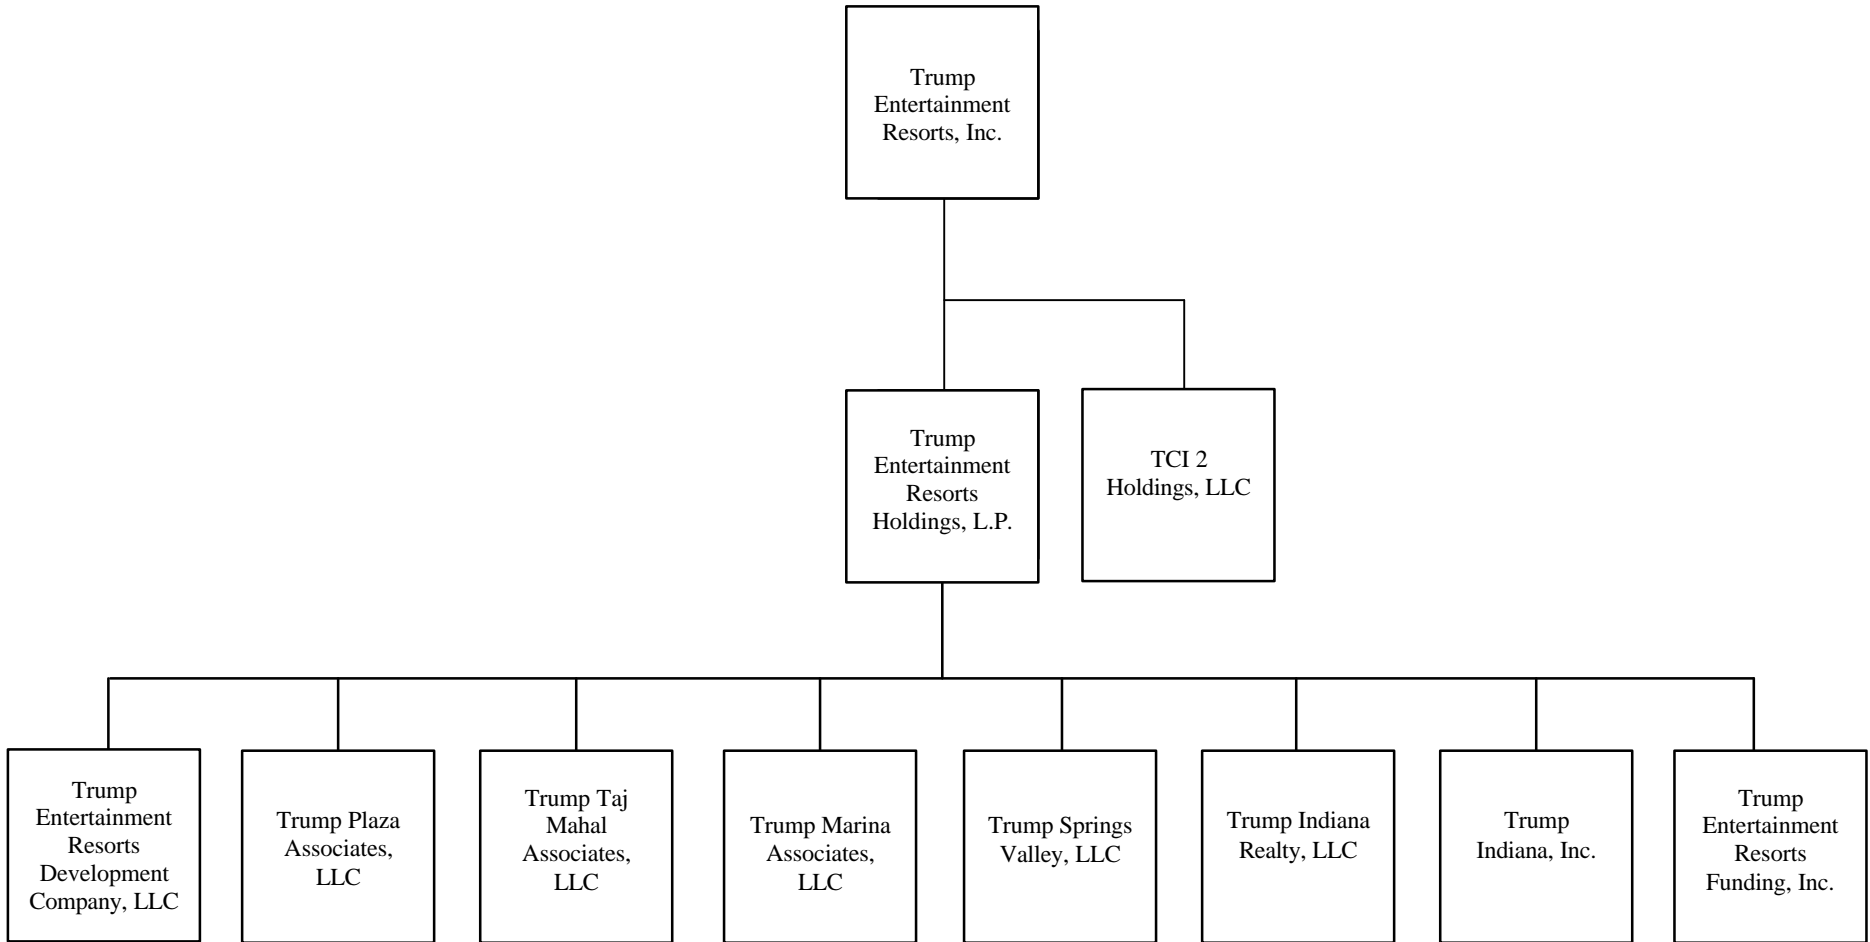 Trump
Entertainment
Resorts, Inc.
Trump
Entertainment
Resorts
Holdings, L.P.
TCI 2
Holdings, LLC
Trump
Entertainment
Resorts
Development
Company, LLC
Trump Plaza
Associates,
LLC
Trump Taj
Mahal
Associates,
LLC
Trump Marina
Associates,
LLC
Trump Springs
Valley, LLC
Trump Indiana
Realty, LLC
Trump
Indiana, Inc.
Trump
Entertainment
Resorts
Funding, Inc.